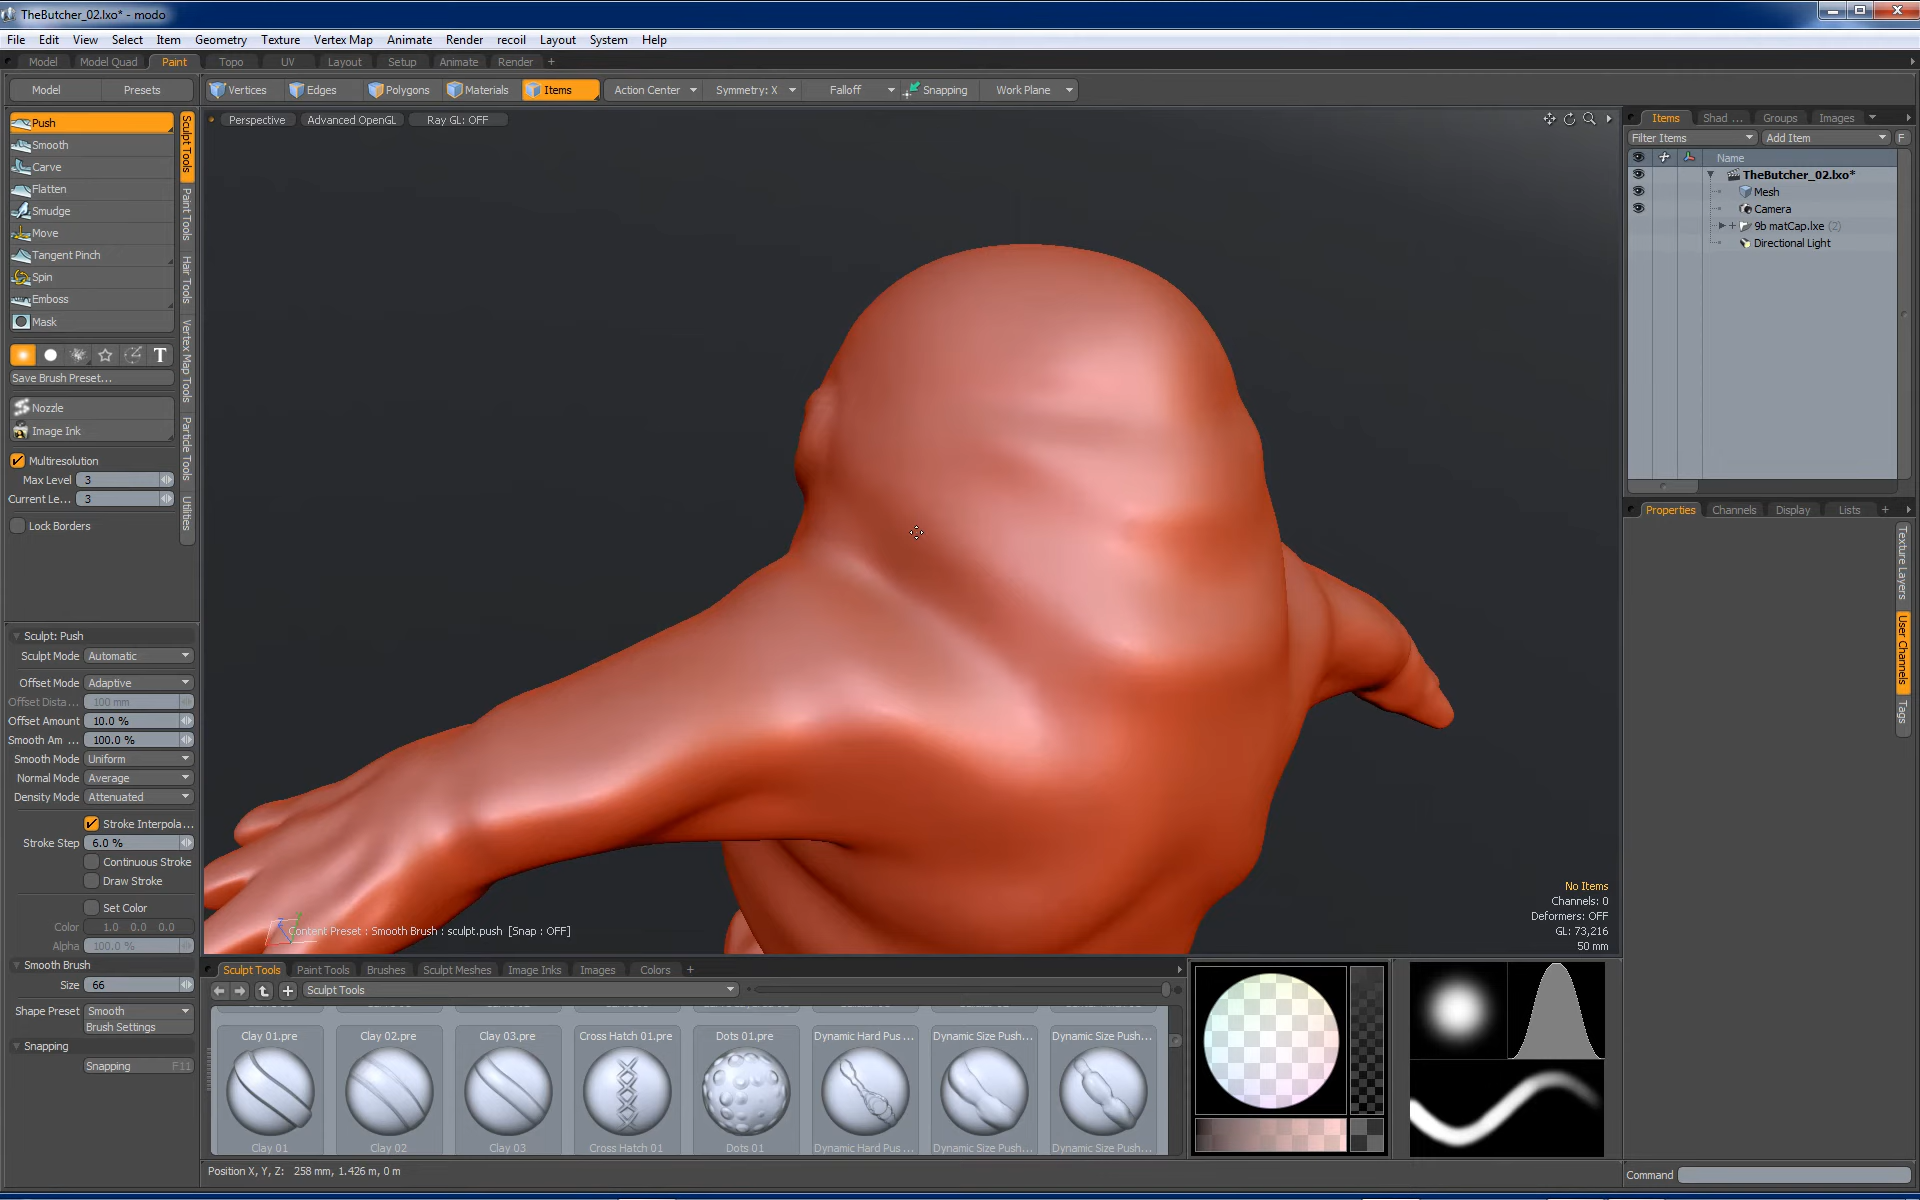 TheButcher_02.lxo* - modo
File Edit View Select Item Geometry Texture Vertex Map Animate Render recoil Layout System Help
Model Model Quad Paint Topo UV Layout Setup Animate Render +
Model Presets Vertices Edges Polygons Materials Items Action Center Symmetry: X Falloff Snapping Work Plane
Perspective Advanced OpenGL Ray GL: OFF
Push
Smooth
Carve
Flatten
Smudge
Move
Tangent Pinch
Spin
Emboss
Mask
T
Save Brush Preset...
Nozzle
Image Ink
Multiresolution
Max Level 3
Current Le... 3
Lock Borders
Sculpt Tools
Paint Tools
Hair Tools
Vertex Map Tools
Particle Tools
Utilities
Sculpt: Push
Sculpt Mode Automatic
Offset Mode Adaptive
Offset Dista... 100 mm
Offset Amount 10.0 %
Smooth Am ... 100.0 %
Smooth Mode Uniform
Normal Mode Average
Density Mode Attenuated
Stroke Interpola...
Stroke Step 6.0 %
Continuous Stroke
Draw Stroke
Set Color
Color 1.0 0.0 0.0
Alpha 100.0 %
Smooth Brush
Size 66
Shape Preset Smooth
Brush Settings
Snapping
Snapping F11
Content Preset : Smooth Brush : sculpt.push [Snap : OFF]
No Items
Channels: 0
Deformers: OFF
GL: 73,216
50 mm
Sculpt Tools Paint Tools Brushes Sculpt Meshes Image Inks Images Colors +
Sculpt Tools
Clay 01.pre Clay 02.pre Clay 03.pre Cross Hatch 01.pre Dots 01.pre Dynamic Hard Pus ... Dynamic Size Push... Dynamic Size Push...
Clay 01 Clay 02 Clay 03 Cross Hatch 01 Dots 01 Dynamic Hard Pus... Dynamic Size Push... Dynamic Size Push...
Position X, Y, Z: 258 mm, 1.426 m, 0 m
Items Shad ... Groups Images
Filter Items Add Item F
Name
TheButcher_02.lxo*
Mesh
Camera
9b matCap.lxe (2)
Directional Light
Properties Channels Display Lists +
Texture Layers
User Channels
Tags
Command